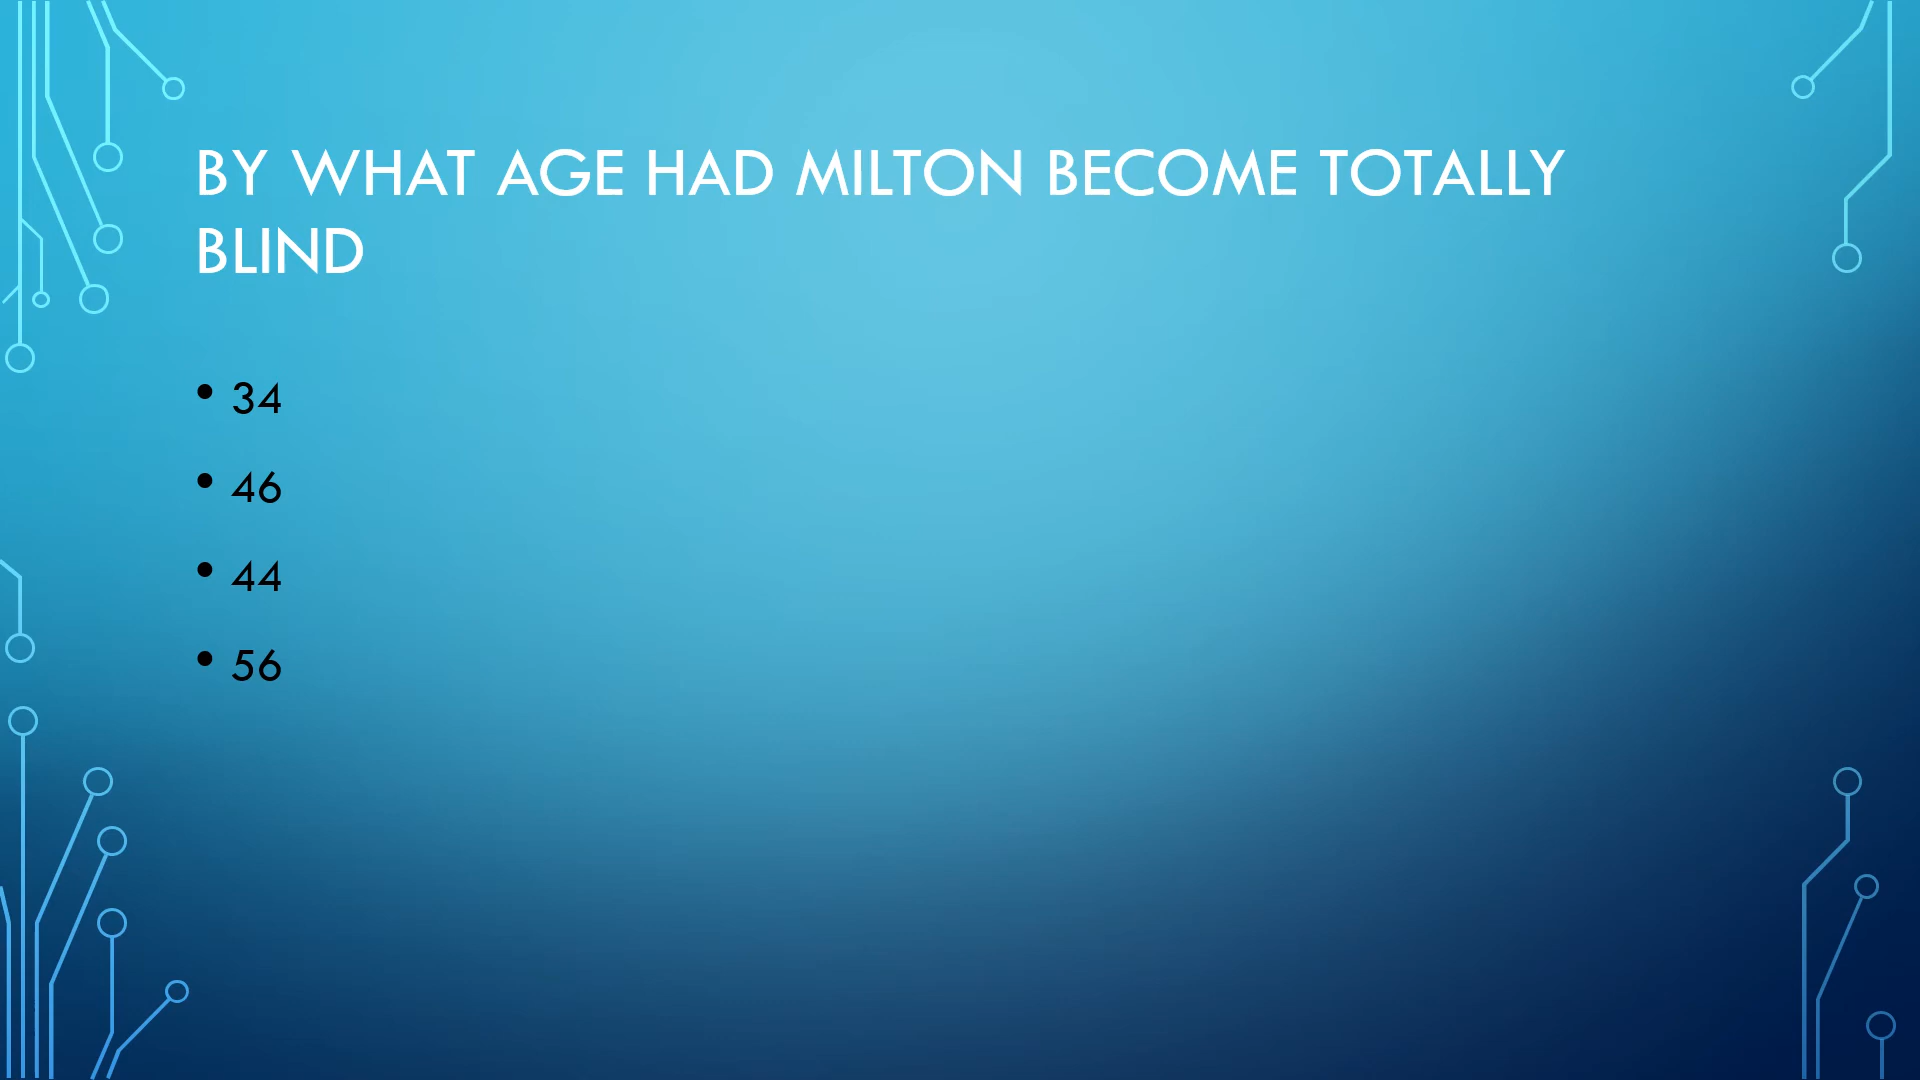 BY WHAT AGE HAD MILTON BECOME TOTALLY
BLIND
• 34
• 46
• 44
• 56